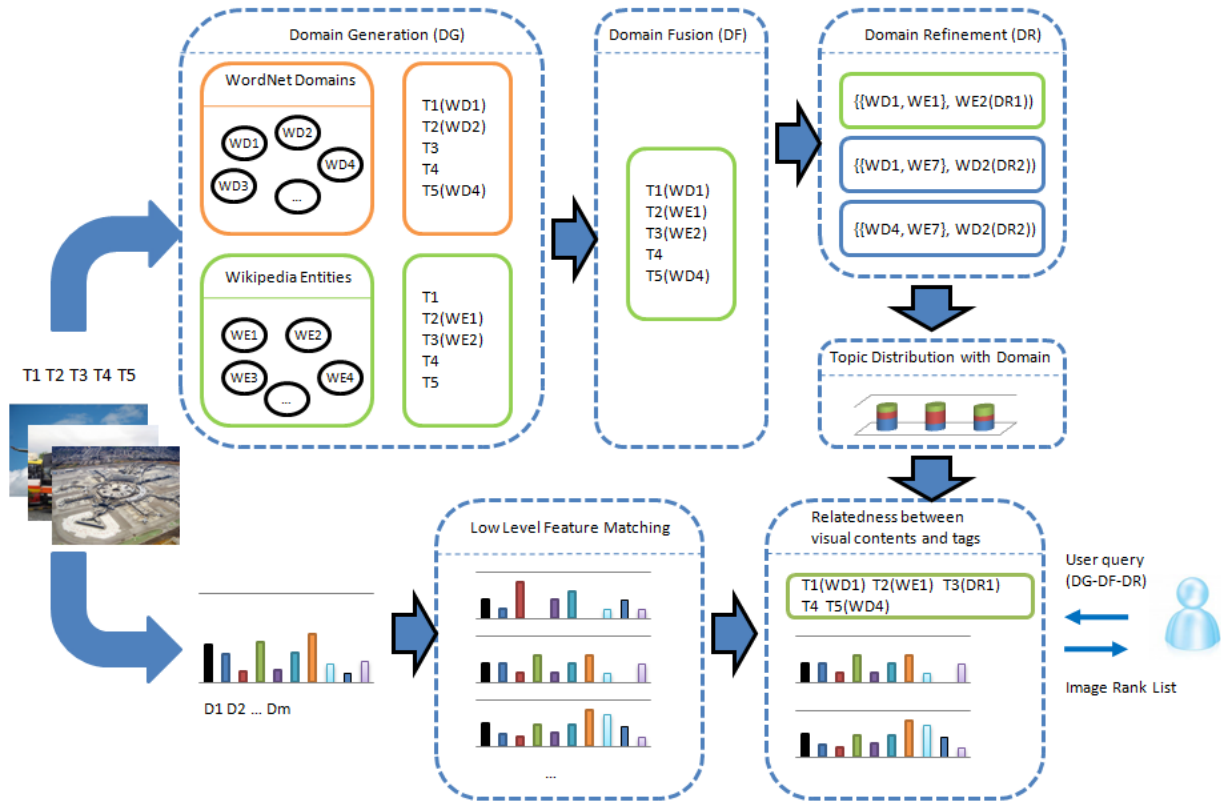 Domain Generation (DG)
WordNet Domains
WD1
WD2
WD3
WD4
...
T1(WD1)
T2(WD2)
T3
T4
T5(WD4)
Wikipedia Entities
WE1
WE2
WE3
WE4
...
T1
T2(WE1)
T3(WE2)
T4
T5
Domain Fusion (DF)
T1(WD1)
T2(WE1)
T3(WE2)
T4
T5(WD4)
Domain Refinement (DR)
{{WD1, WE1}, WE2(DR1))
{{WD1, WE7}, WD2(DR2))
{{WD4, WE7}, WD2(DR2))
Topic Distribution with Domain
T1 T2 T3 T4 T5
D1 D2 ... Dm
Low Level Feature Matching
...
Relatedness between
visual contents and tags
T1(WD1) T2(WE1) T3(DR1)
T4 T5(WD4)
User query
(DG-DF-DR)
Image Rank List